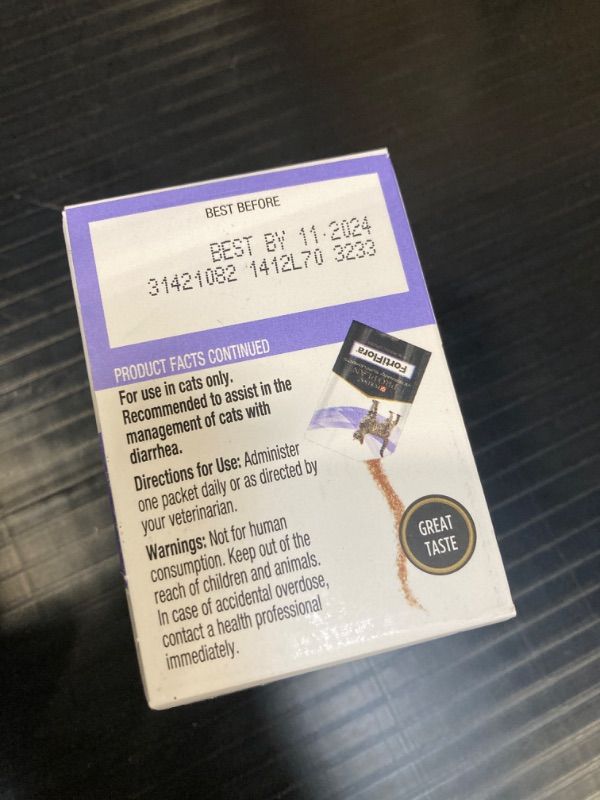 BEST BEFORE
BEST BY 11 2024
31421082 1412L70 3233
PRODUCT FACTS CONTINUED
For use in cats only.
Recommended to assist in the
management of cats with
diarrhea.
Directions for Use: Administer
one packet daily or as directed by
your veterinarian.
Warnings: Not for human
consumption. Keep out of the
reach of children and animals.
In case of accidental overdose,
contact a health professional
immediately.
FortiFlora
PRO PLAN
GREAT
TASTE